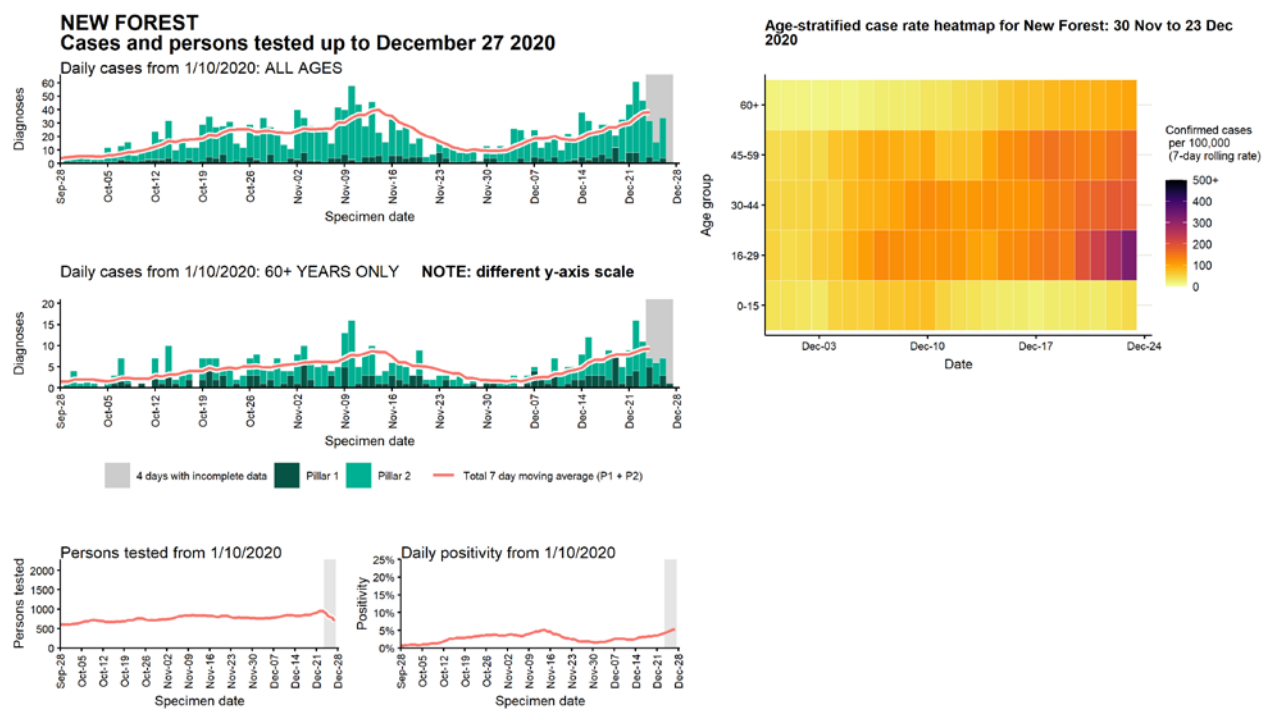 NEW FOREST
Cases and persons tested up to December 27 2020
Daily cases from 1/10/2020: ALL AGES
Diagnoses
60
50
40
30
20
10
0
Sep-28
Oct-05
Oct-12
Oct-19
Oct-26
Nov-02
Nov-09
Nov-16
Nov-23
Nov-30
Dec-07
Dec-14
Dec-21
Dec-28
Specimen date
Daily cases from 1/10/2020: 60+ YEARS ONLY NOTE: different y-axis scale
Diagnoses
20
15
10
5
0
Sep-28
Oct-05
Oct-12
Oct-19
Oct-26
Nov-02
Nov-09
Nov-16
Nov-23
Nov-30
Dec-07
Dec-14
Dec-21
Dec-28
Specimen date
4 days with incomplete data
Pillar 1
Pillar 2
Total 7 day moving average (P1 + P2)
Persons tested from 1/10/2020
Persons tested
2000
1500
1000
500
0
Sep-28
Oct-05
Oct-12
Oct-19
Oct-26
Nov-02
Nov-09
Nov-16
Nov-23
Nov-30
Dec-07
Dec-14
Dec-21
Dec-28
Specimen date
Daily positivity from 1/10/2020
Positivity
25%
20%
15%
10%
5%
0%
Sep-28
Oct-05
Oct-12
Oct-19
Oct-26
Nov-02
Nov-09
Nov-16
Nov-23
Nov-30
Dec-07
Dec-14
Dec-21
Dec-28
Specimen date
Age-stratified case rate heatmap for New Forest: 30 Nov to 23 Dec
2020
Age group
60+
45-59
30-44
16-29
0-15
Dec-03
Dec-10
Dec-17
Dec-24
Date
Confirmed cases
per 100,000
(7-day rolling rate)
500+
400
300
200
100
0